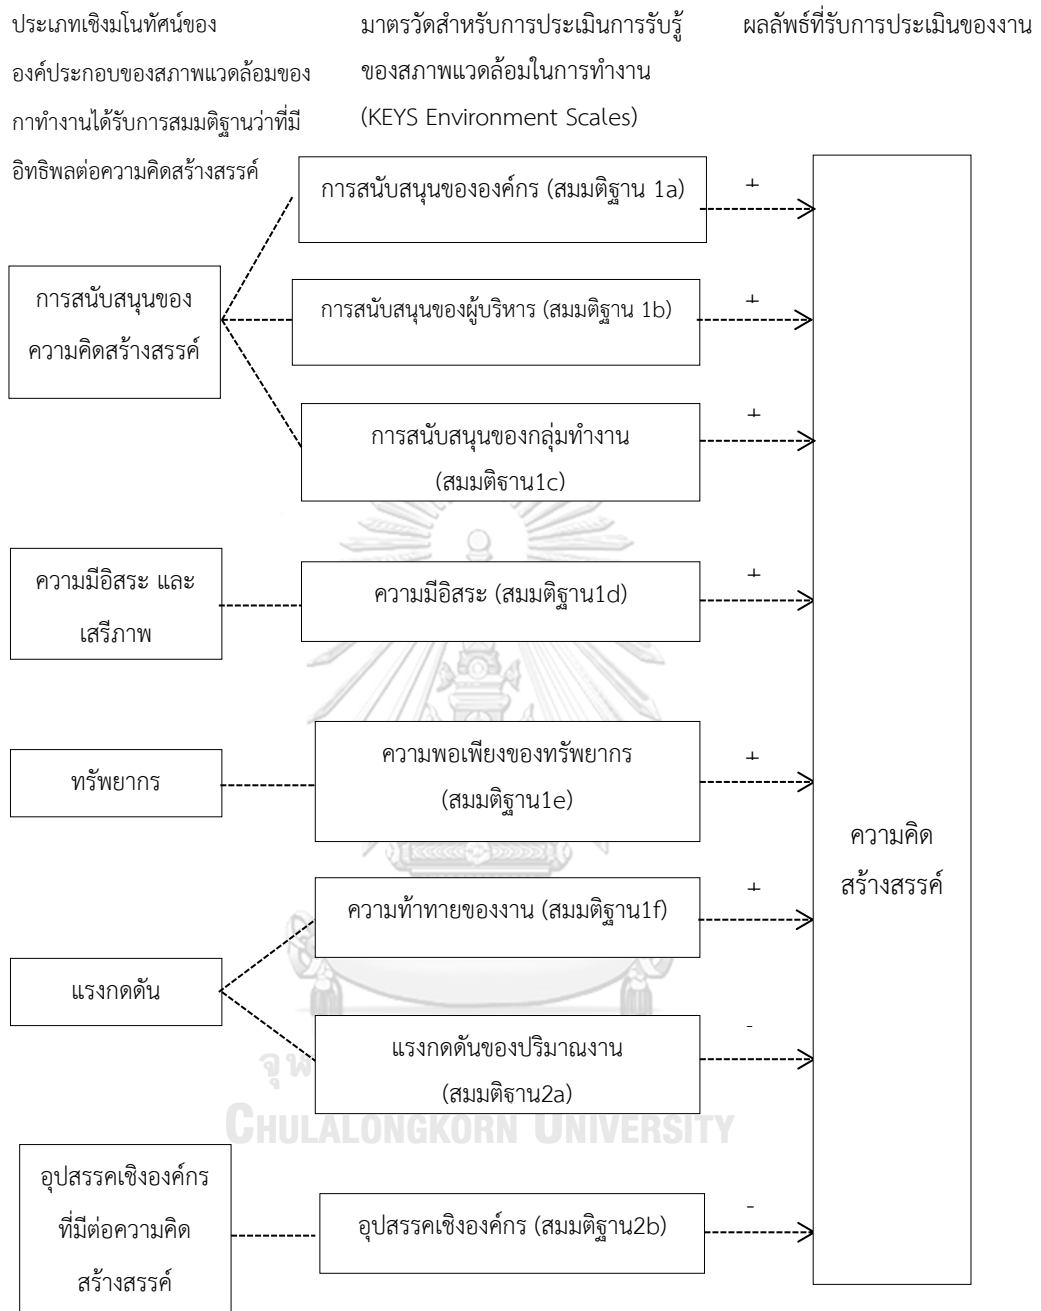 ประเภทเชิงมโนทัศน์ของ
องค์ประกอบของสภาพแวดล้อมของ
กาทำงานได้รับการสมมติฐานว่าที่มี
อิทธิพลต่อความคิดสร้างสรรค์
มาตรวัดสำหรับการประเมินการรับรู้
ของสภาพแวดล้อมในการทำงาน
(KEYS Environment Scales)
ผลลัพธ์ที่รับการประเมินของงาน
การสนับสนุนขององค์กร (สมมติฐาน 1a)
+
การสนับสนุนของ
ความคิดสร้างสรรค์
การสนับสนุนของผู้บริหาร (สมมติฐาน 1b)
+
การสนับสนุนของกลุ่มทำงาน
(สมมติฐาน1c)
+
ความมีอิสระ และ
เสรีภาพ
ความมีอิสระ (สมมติฐาน1d)
+
ทรัพยากร
ความพอเพียงของทรัพยากร
(สมมติฐาน1e)
+
ความคิด
สร้างสรรค์
แรงกดดัน
ความท้าทายของงาน (สมมติฐาน1f)
+
แรงกดดันของปริมาณงาน
(สมมติฐาน2a)
-
CHULALONGKORN UNIVERSITY
อุปสรรคเชิงองค์กร
ที่มีต่อความคิด
สร้างสรรค์
อุปสรรคเชิงองค์กร (สมมติฐาน2b)
-